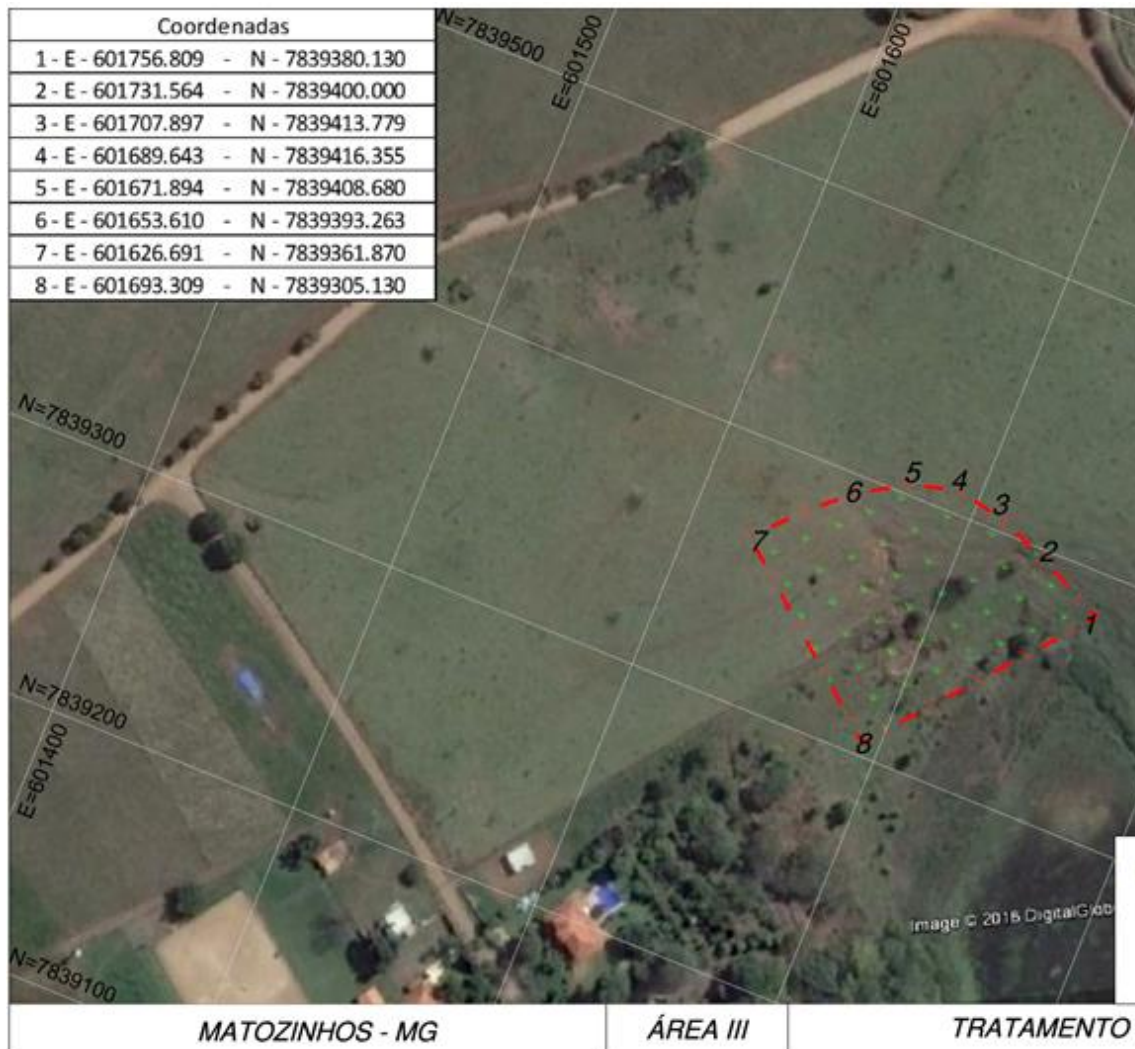 Coordenadas
1 - E - 601756.809 - N - 7839380.130
2 - E - 601731.564 - N - 7839400.000
3 - E - 601707.897 - N - 7839413.779
4 - E - 601689.643 - N - 7839416.355
5 - E - 601671.894 - N - 7839408.680
6 - E - 601653.610 - N - 7839393.263
7 - E - 601626.691 - N - 7839361.870
8 - E - 601693.309 - N - 7839305.130
N=7839500
E=601500
E=601600
N=7839300
5
4
6
3
7
2
1
N=7839200
8
E=601400
Image © 2016 DigitalGlob
N=7839100
MATOZINHOS - MG
ÁREA III
TRATAMENTO